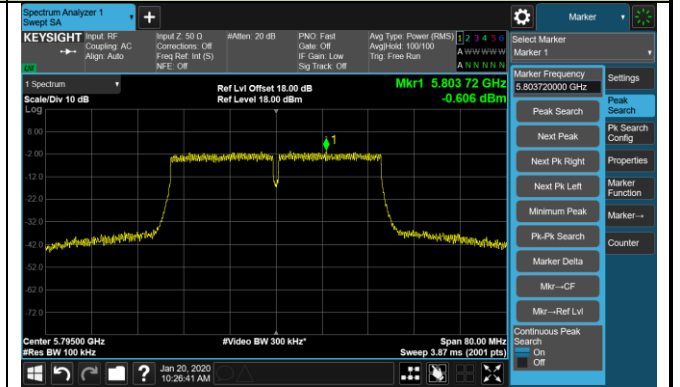 Spectrum Analyzer 1
Swept SA
Marker
KEYSIGHT Input: RF
Coupling: AC
Align: Auto
Input Z: 50 Ω
Corrections: Off
Freq Ref: Int (S)
NFE: Off
#Atten: 20 dB
PNO: Fast
Gate: Off
IF Gain: Low
Sig Track: Off
Avg Type: Power (RMS)
Avg|Hold: 100/100
Trig: Free Run
1 2 3 4 5 6
A W W W W W
A N N N N N
Select Marker
Marker 1
LV
1 Spectrum
Scale/Div 10 dB
Log
Ref Lvl Offset 18.00 dB
Ref Level 18.00 dBm
Mkr1 5.803 72 GHz
-0.606 dBm
1
8.00
-2.00
-12.0
-22.0
-32.0
-42.0
-52.0
-62.0
-72.0
Center 5.79500 GHz
#Res BW 100 kHz
#Video BW 300 kHz*
Span 80.00 MHz
Sweep 3.87 ms (2001 pts)
Marker Frequency
5.803720000 GHz
Peak Search
Next Peak
Next Pk Right
Next Pk Left
Minimum Peak
Pk-Pk Search
Marker Delta
Mkr→CF
Mkr→Ref Lvl
Continuous Peak
Search
On
Off
Settings
Peak
Search
Pk Search
Config
Properties
Marker
Function
Marker→
Counter
Jan 20, 2020
10:26:41 AM